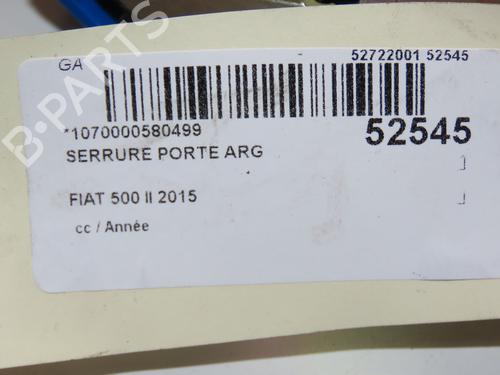 GA
52722001 52545
*1070000580499
52545
SERRURE PORTE ARG
FIAT 500 II 2015
cc / Année
B-PARTS